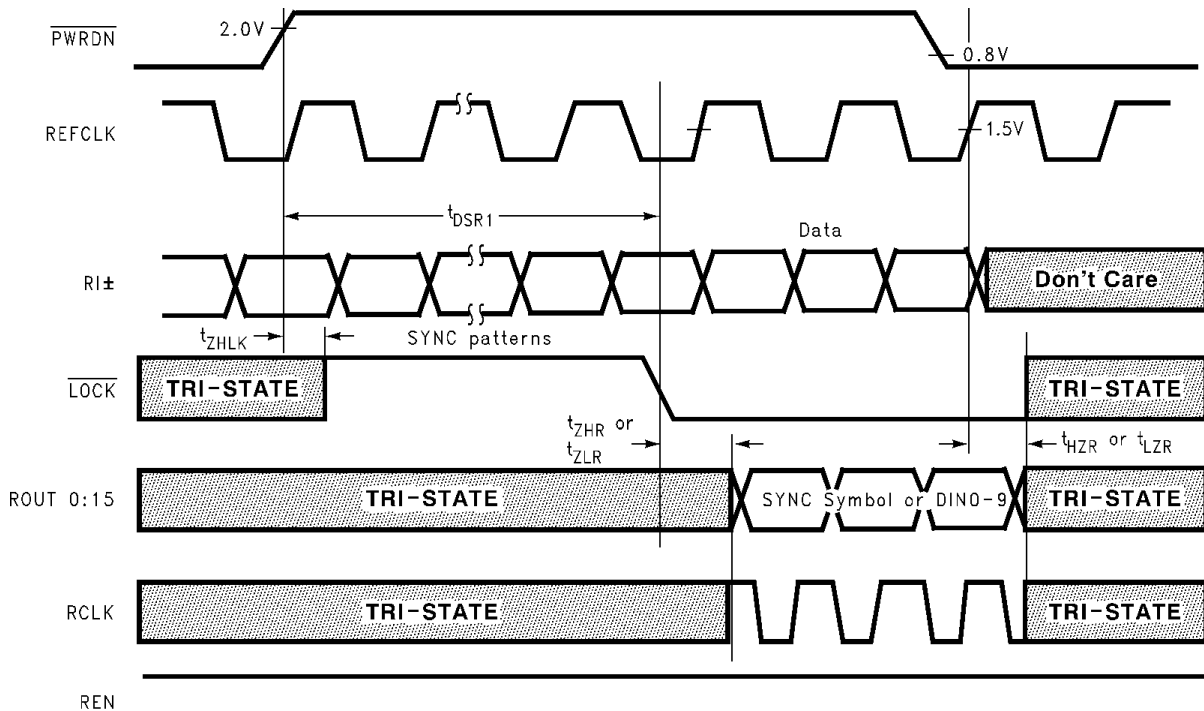 PWRDN
2.0V
0.8V
REFCLK
1.5V
tDSR1
Data
RI±
Don't Care
tZHLK
SYNC patterns
LOCK
TRI-STATE
TRI-STATE
tZHR or
tZLR
tHZR or tLZR
ROUT 0:15
TRI-STATE
SYNC Symbol or DIN0-9
TRI-STATE
RCLK
TRI-STATE
TRI-STATE
REN